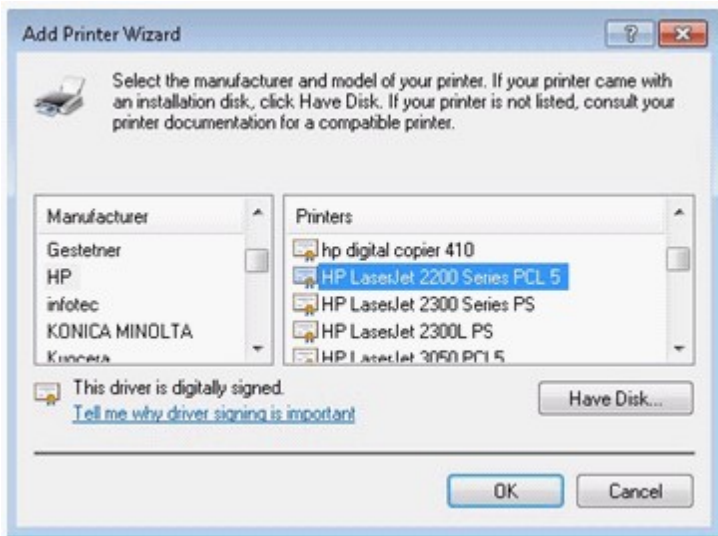 Add Printer Wizard
Select the manufacturer and model of your printer. If your printer came with
an installation disk, click Have Disk. If your printer is not listed, consult your
printer documentation for a compatible printer.
Manufacturer
Gestetner
HP
infotec
KONICA MINOLTA
Kyocera
Printers
hp digital copier 410
HP LaserJet 2200 Series PCL 5
HP LaserJet 2300 Series PS
HP LaserJet 2300L PS
HP LaserJet 3050 PCL5
This driver is digitally signed.
Tell me why driver signing is important
Have Disk...
OK
Cancel